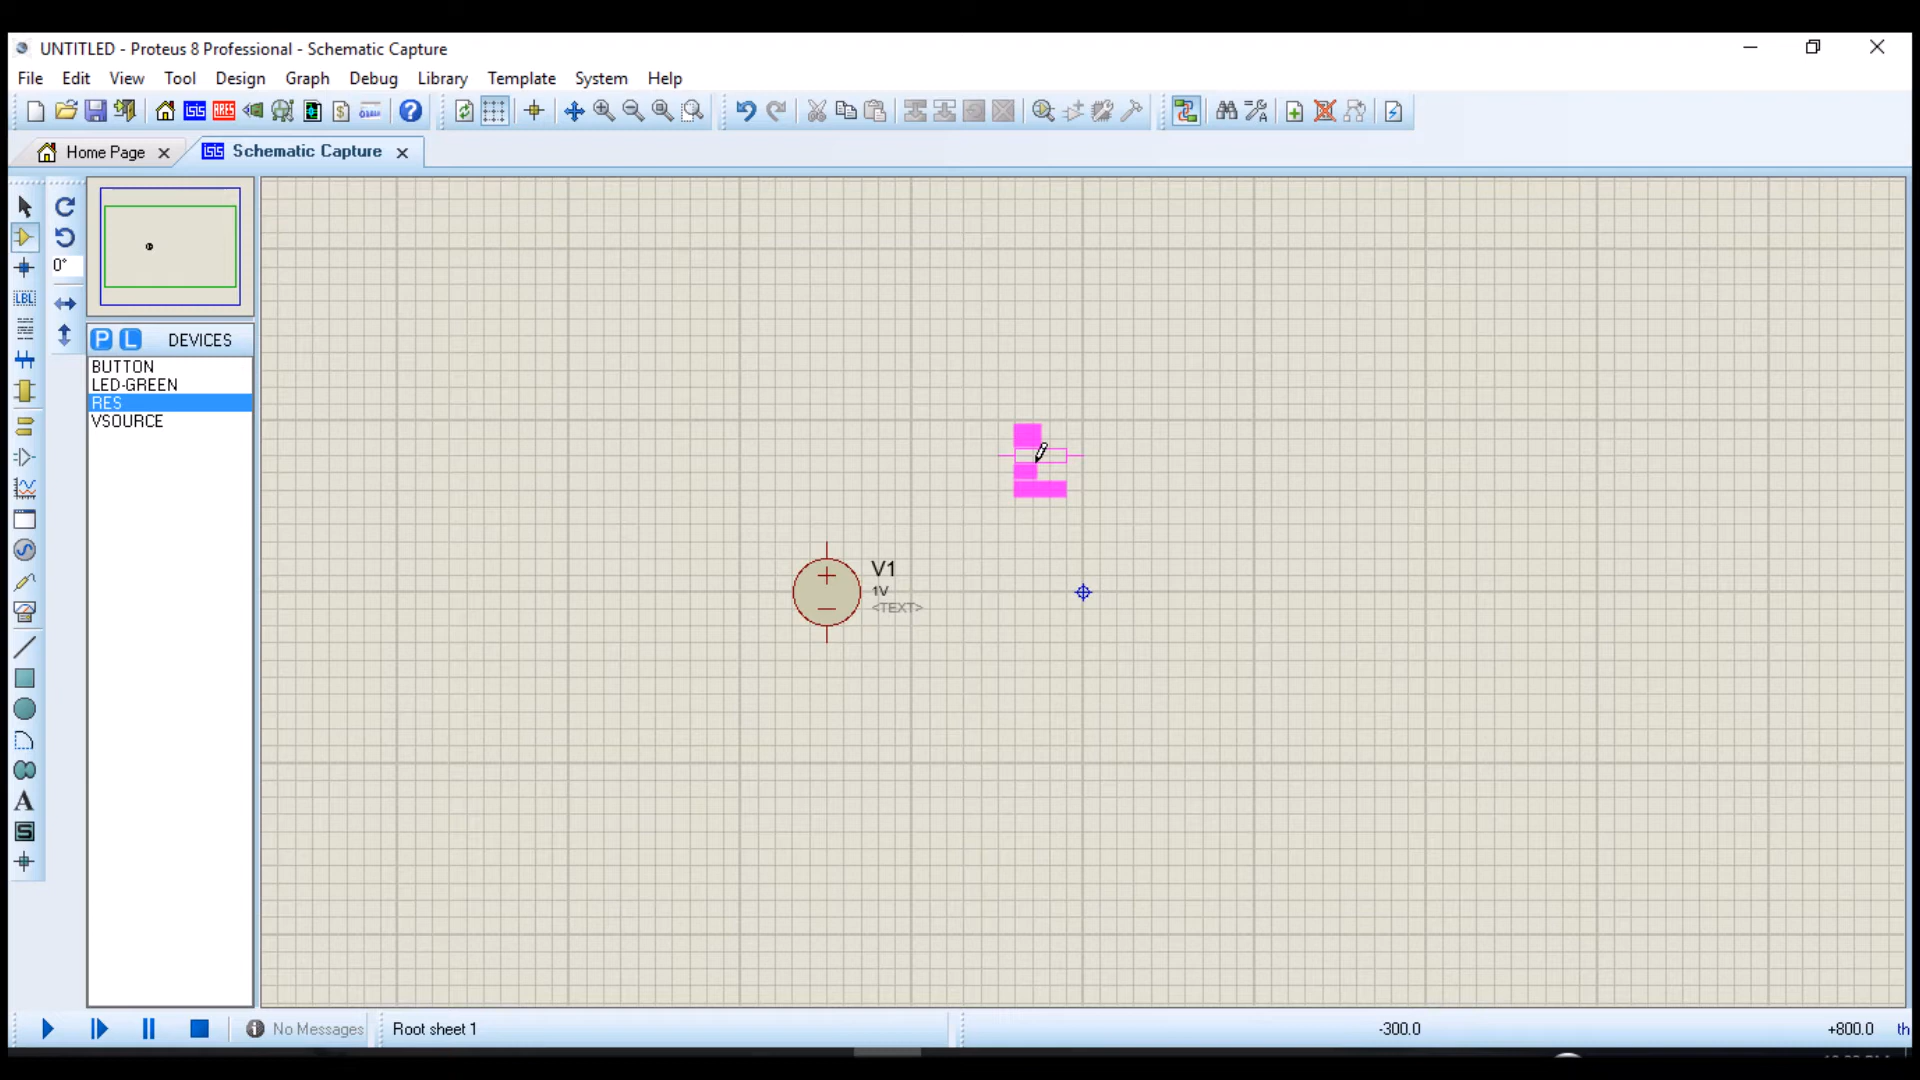 UNTITLED - Proteus 8 Professional - Schematic Capture
File Edit View Tool Design Graph Debug Library Template System Help
Home Page
Schematic Capture
0°
LBL
P L DEVICES
BUTTON
LED-GREEN
RES
VSOURCE
V1
1V
<TEXT>
A
S
No Messages
Root sheet 1
-300.0
+800.0
th